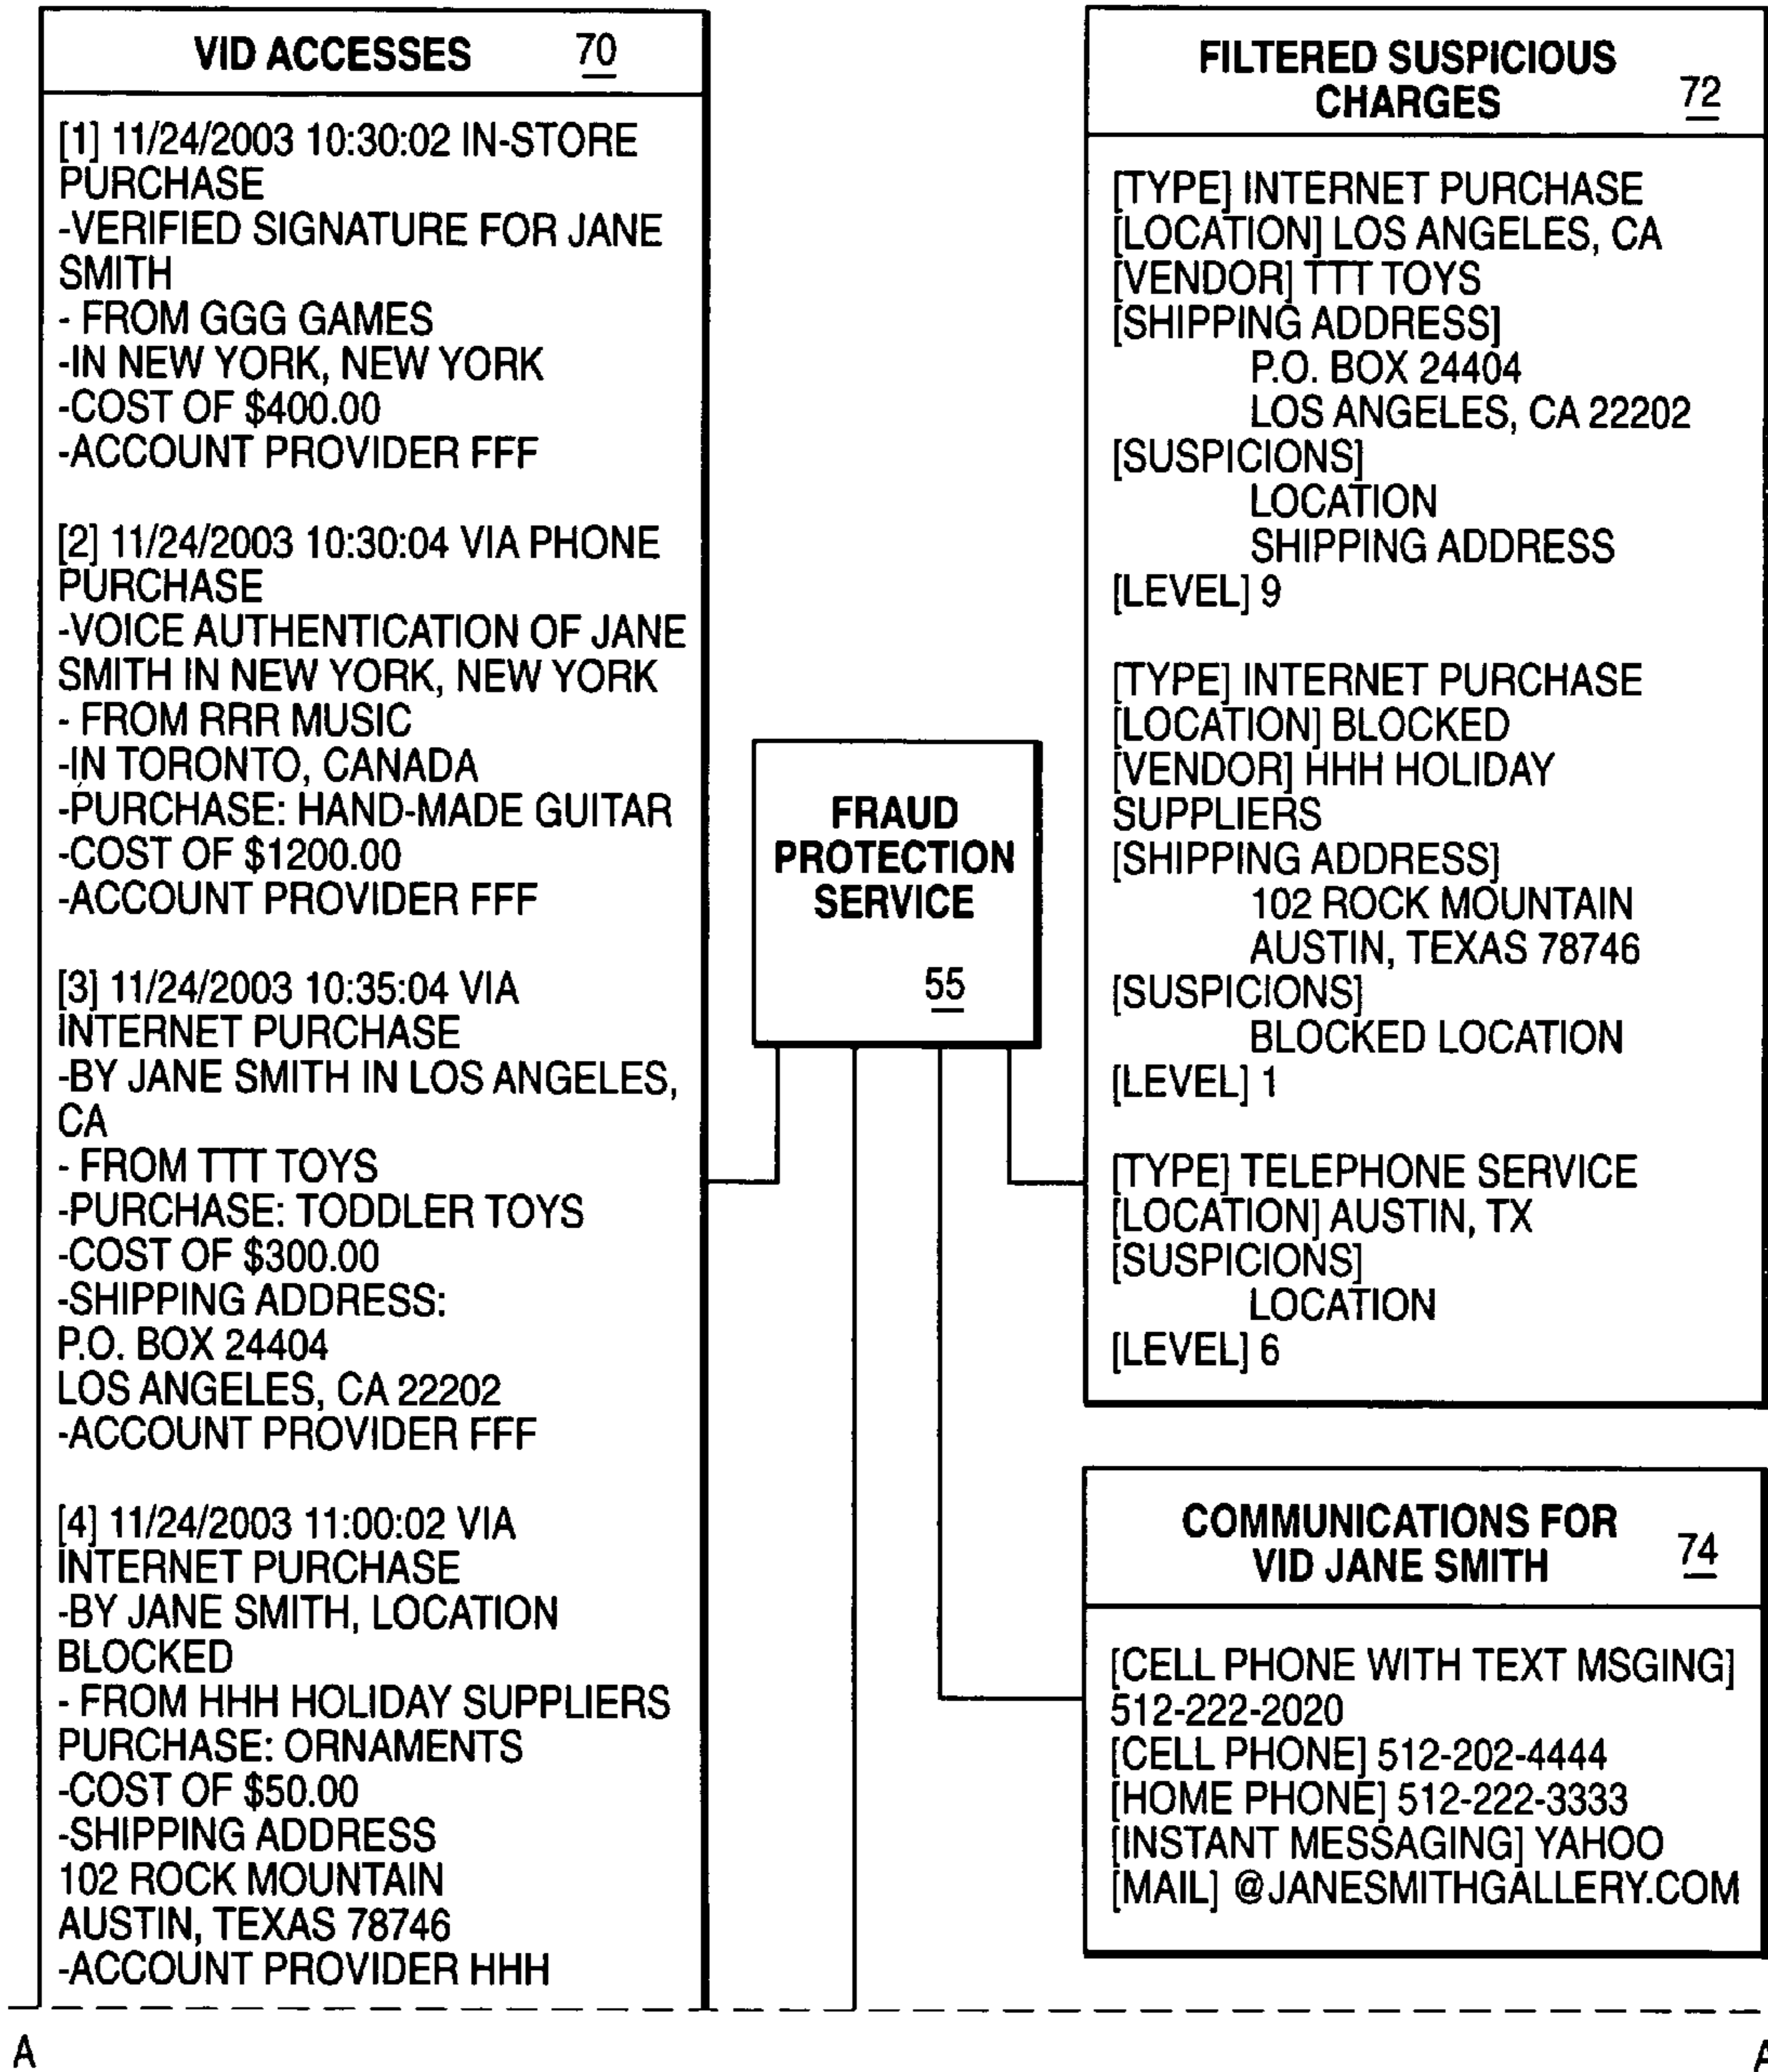 VID ACCESSES 70
[1] 11/24/2003 10:30:02 IN-STORE
PURCHASE
-VERIFIED SIGNATURE FOR JANE
SMITH
- FROM GGG GAMES
-IN NEW YORK, NEW YORK
-COST OF $400.00
-ACCOUNT PROVIDER FFF
[2] 11/24/2003 10:30:04 VIA PHONE
PURCHASE
-VOICE AUTHENTICATION OF JANE
SMITH IN NEW YORK, NEW YORK
- FROM RRR MUSIC
-IN TORONTO, CANADA
-PURCHASE: HAND-MADE GUITAR
-COST OF $1200.00
-ACCOUNT PROVIDER FFF
[3] 11/24/2003 10:35:04 VIA
INTERNET PURCHASE
-BY JANE SMITH IN LOS ANGELES,
CA
- FROM TTT TOYS
-PURCHASE: TODDLER TOYS
-COST OF $300.00
-SHIPPING ADDRESS:
P.O. BOX 24404
LOS ANGELES, CA 22202
-ACCOUNT PROVIDER FFF
[4] 11/24/2003 11:00:02 VIA
INTERNET PURCHASE
-BY JANE SMITH, LOCATION
BLOCKED
- FROM HHH HOLIDAY SUPPLIERS
PURCHASE: ORNAMENTS
-COST OF $50.00
-SHIPPING ADDRESS
102 ROCK MOUNTAIN
AUSTIN, TEXAS 78746
-ACCOUNT PROVIDER HHH
FRAUD
PROTECTION
SERVICE
55
FILTERED SUSPICIOUS
CHARGES 72
[TYPE] INTERNET PURCHASE
[LOCATION] LOS ANGELES, CA
[VENDOR] TTT TOYS
[SHIPPING ADDRESS]
P.O. BOX 24404
LOS ANGELES, CA 22202
[SUSPICIONS]
LOCATION
SHIPPING ADDRESS
[LEVEL] 9
[TYPE] INTERNET PURCHASE
[LOCATION] BLOCKED
[VENDOR] HHH HOLIDAY
SUPPLIERS
[SHIPPING ADDRESS]
102 ROCK MOUNTAIN
AUSTIN, TEXAS 78746
[SUSPICIONS]
BLOCKED LOCATION
[LEVEL] 1
[TYPE] TELEPHONE SERVICE
[LOCATION] AUSTIN, TX
[SUSPICIONS]
LOCATION
[LEVEL] 6
COMMUNICATIONS FOR
VID JANE SMITH 74
[CELL PHONE WITH TEXT MSGING]
512-222-2020
[CELL PHONE] 512-202-4444
[HOME PHONE] 512-222-3333
[INSTANT MESSAGING] YAHOO
[MAIL] @JANESMITHGALLERY.COM
A
A